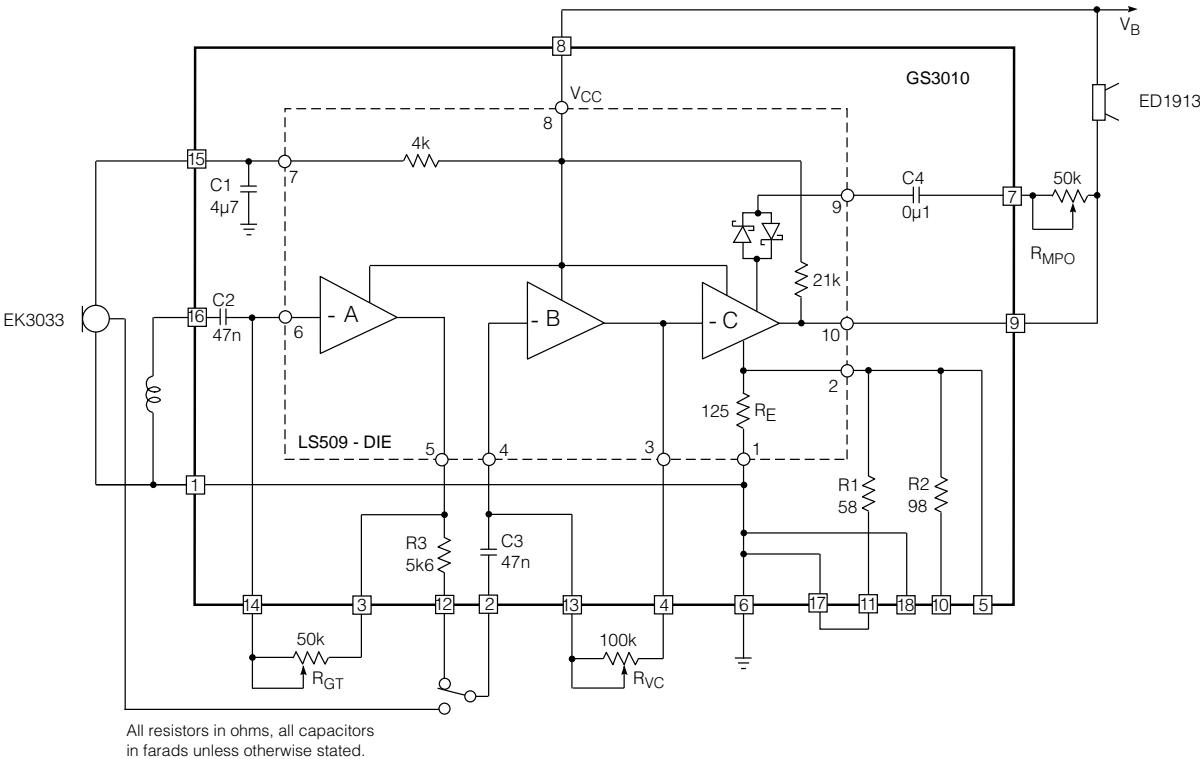 V_B
8
GS3010
V_CC
8
ED1913
4k
15
7
C1
4µ7
C4
0µ1
9
7
50k
R_MPO
21k
C2
47n
EK3033
16
6
- A
- B
- C
10
9
2
125
R_E
LS509 - DIE
5
4
3
1
1
R1
58
R2
98
R3
5k6
C3
47n
14
3
12
2
13
4
6
17
11
18
10
5
50k
R_GT
100k
R_VC
All resistors in ohms, all capacitors
in farads unless otherwise stated.